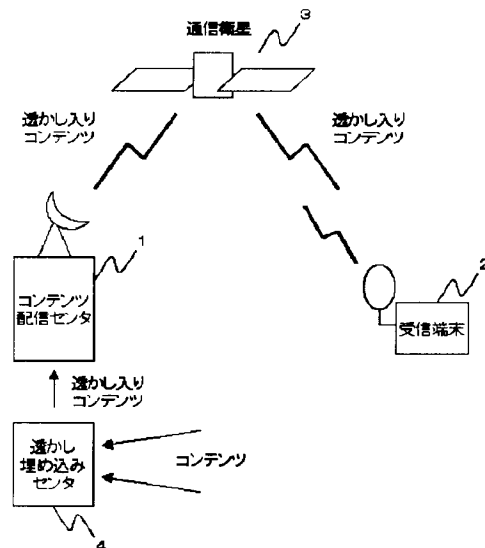 通信衛星
3
透かし入り
コンテンツ
透かし入り
コンテンツ
1
コンテンツ
配信センタ
2
受信端末
透かし入り
コンテンツ
透かし
埋め込み
センタ
コンテンツ
4